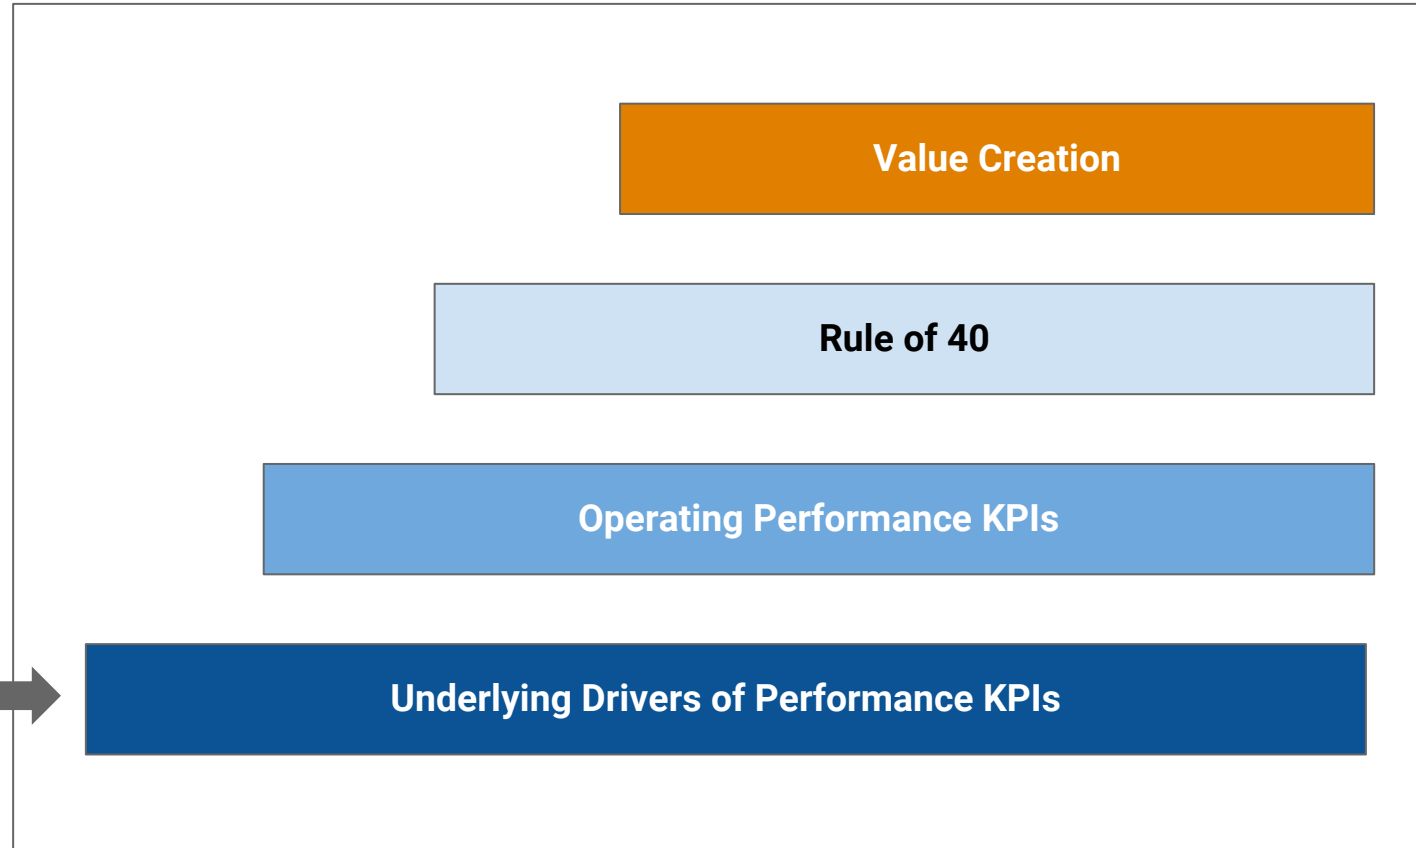 Value Creation
Rule of 40
Operating Performance KPIs
Underlying Drivers of Performance KPIs